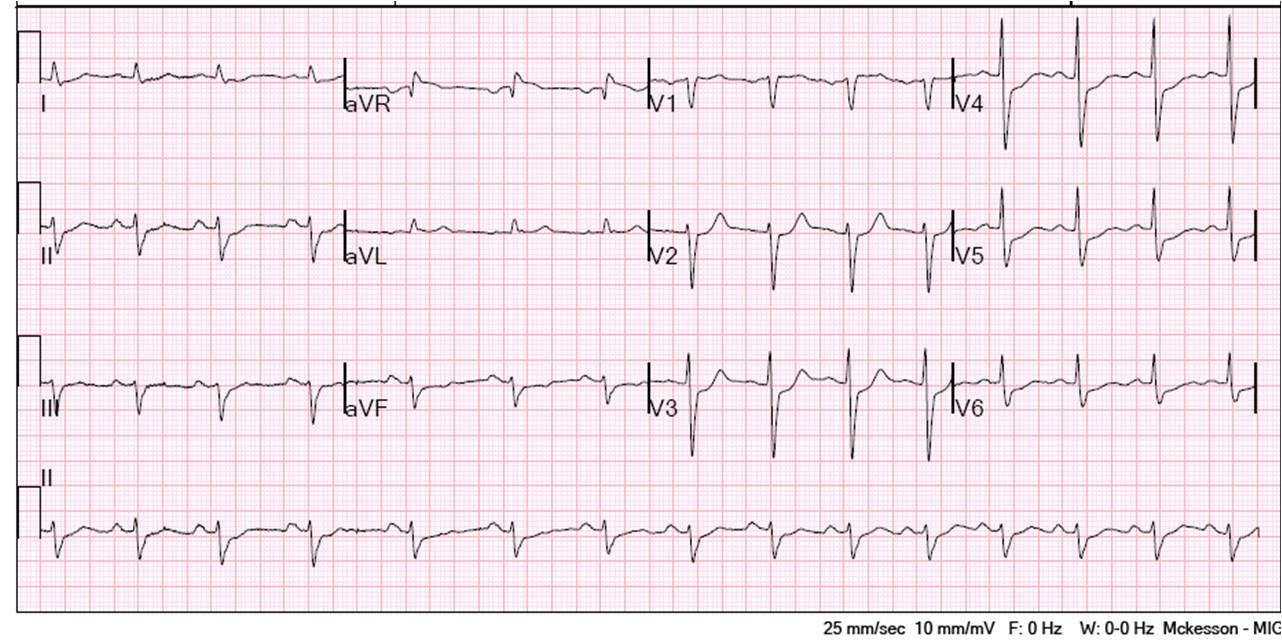 I aVR V1 V4
II aVL V2 V5
III aVF V3 V6
II
25 mm/sec 10 mm/mV F: 0 Hz W: 0-0 Hz Mckesson - MIG